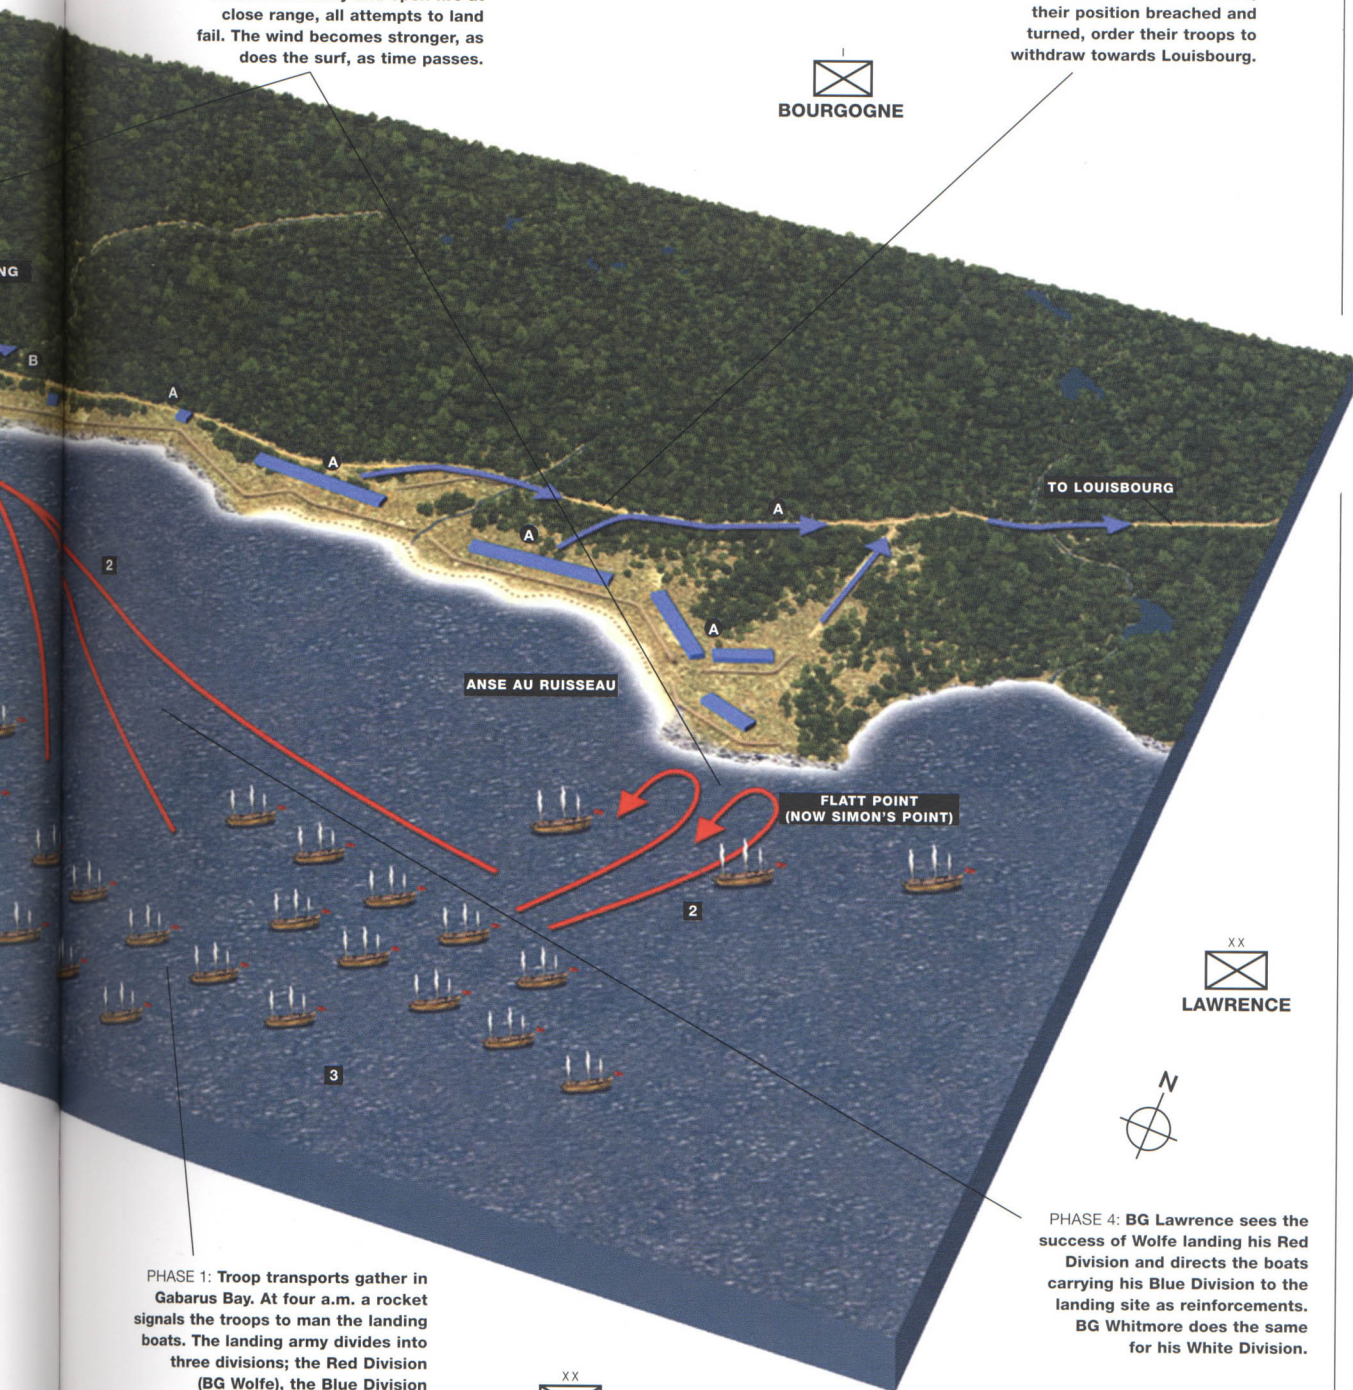 close range, all attempts to land
fail. The wind becomes stronger, as
does the surf, as time passes.
their position breached and
turned, order their troops to
withdraw towards Louisbourg.
I
BOURGOGNE
NG
B
A
A
A
A
TO LOUISBOURG
2
A
ANSE AU RUISSEAU
FLATT POINT
(NOW SIMON'S POINT)
2
XX
LAWRENCE
N
3
PHASE 4: BG Lawrence sees the
success of Wolfe landing his Red
Division and directs the boats
carrying his Blue Division to the
landing site as reinforcements.
BG Whitmore does the same
for his White Division.
PHASE 1: Troop transports gather in
Gabarus Bay. At four a.m. a rocket
signals the troops to man the landing
boats. The landing army divides into
three divisions; the Red Division
(BG Wolfe), the Blue Division
XX